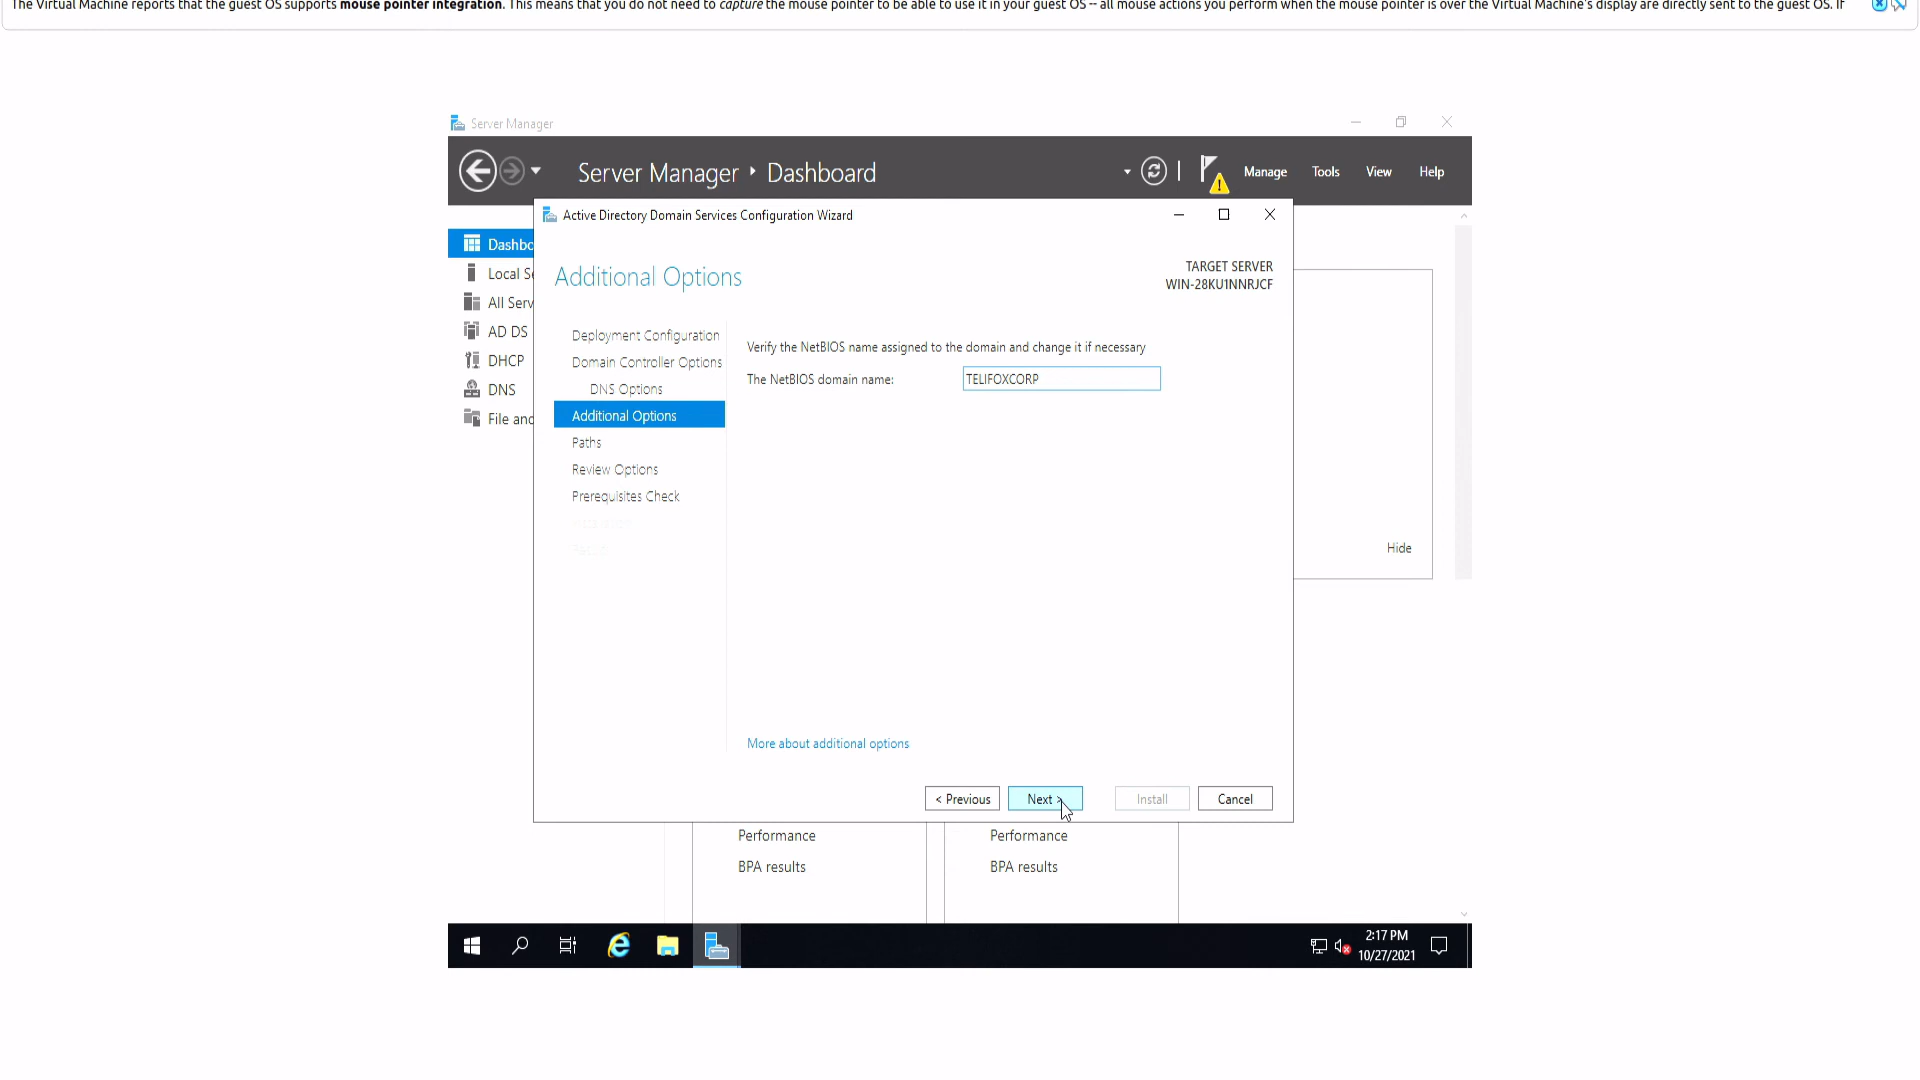 The Virtual Machine reports that the guest OS supports mouse pointer integration. This means that you do not need to capture the mouse pointer to be able to use it in your guest OS -- all mouse actions you perform when the mouse pointer is over the Virtual Machine's display are directly sent to the guest OS. If
Server Manager
Server Manager ‣ Dashboard
Manage Tools View Help
Active Directory Domain Services Configuration Wizard
Dashbo
Local Se
All Serv
AD DS
DHCP
DNS
File and
Additional Options
TARGET SERVER
WIN-28KU1NNRJCF
Deployment Configuration
Domain Controller Options
DNS Options
Additional Options
Paths
Review Options
Prerequisites Check
Verify the NetBIOS name assigned to the domain and change it if necessary
The NetBIOS domain name: TELIFOXCORP
Hide
More about additional options
< Previous Next > Install Cancel
Performance Performance
BPA results BPA results
2:17 PM
10/27/2021